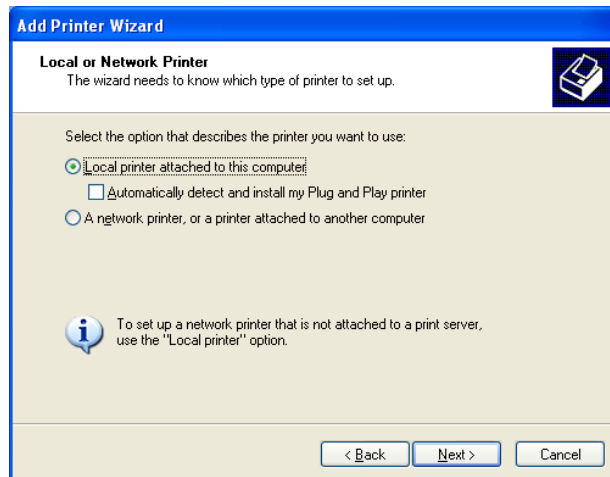 Add Printer Wizard
Local or Network Printer
The wizard needs to know which type of printer to set up.
Select the option that describes the printer you want to use:
Local printer attached to this computer
Automatically detect and install my Plug and Play printer
A network printer, or a printer attached to another computer
To set up a network printer that is not attached to a print server,
use the "Local printer" option.
< Back
Next >
Cancel